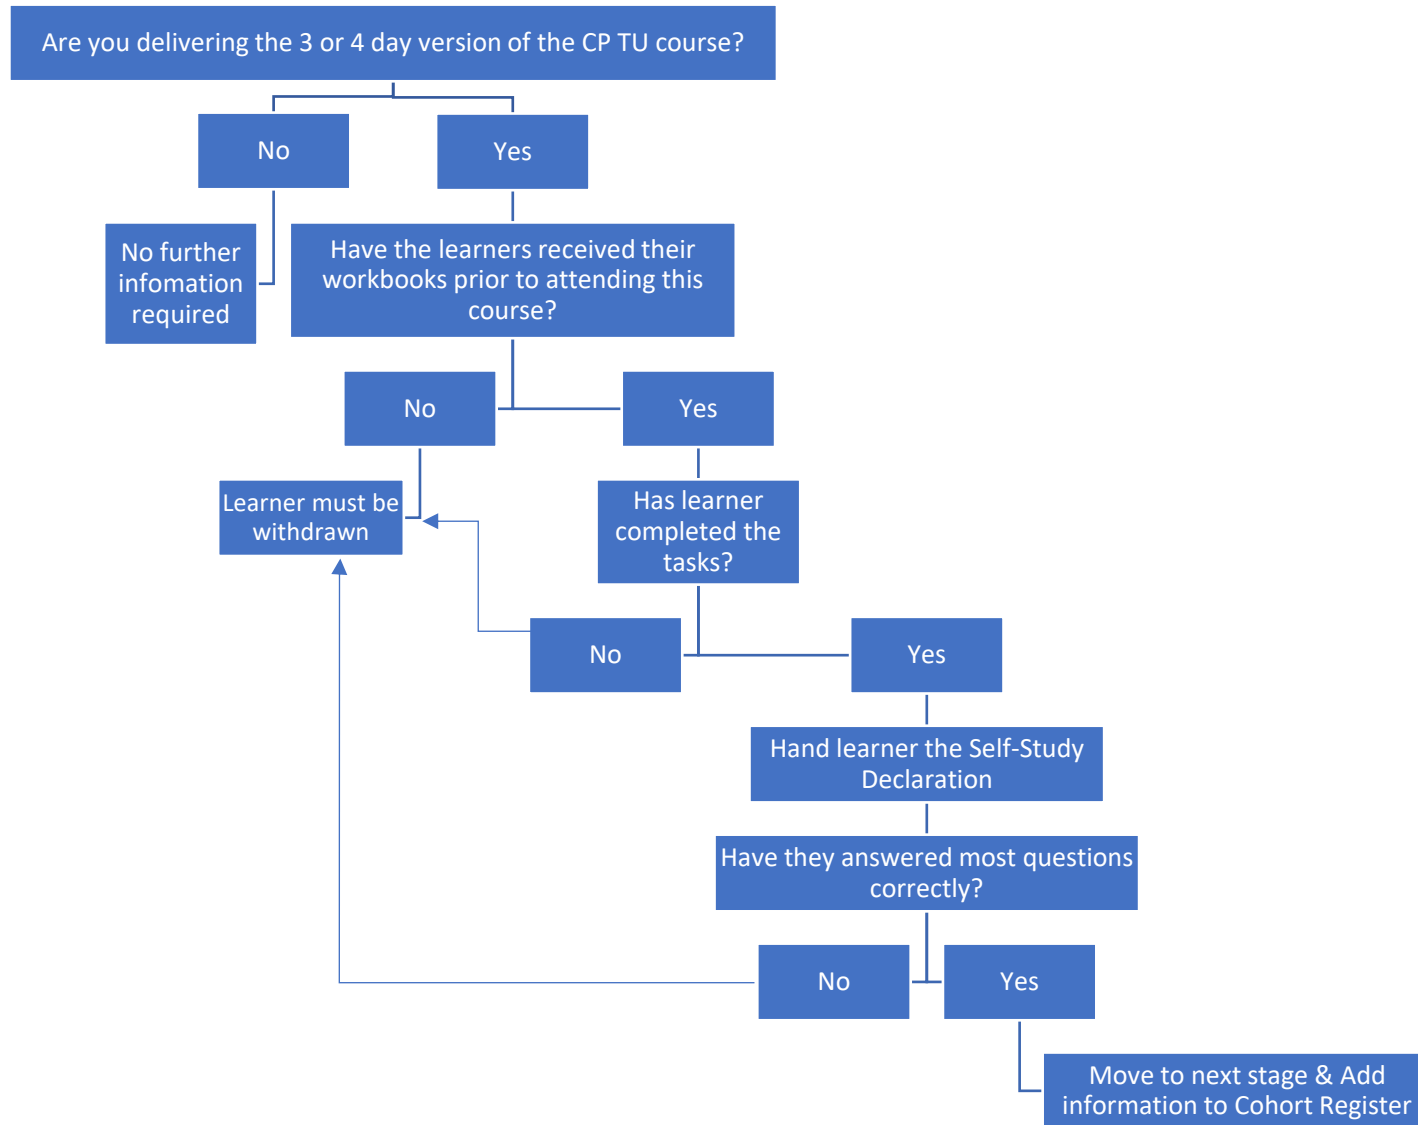 Are you delivering the 3 or 4 day version of the CP TU course?
No
Yes
No further
infomation
required
Have the learners received their
workbooks prior to attending this
course?
No
Yes
Learner must be
withdrawn
Has learner
completed the
tasks?
No
Yes
Hand learner the Self-Study
Declaration
Have they answered most questions
correctly?
No
Yes
Move to next stage & Add
information to Cohort Register